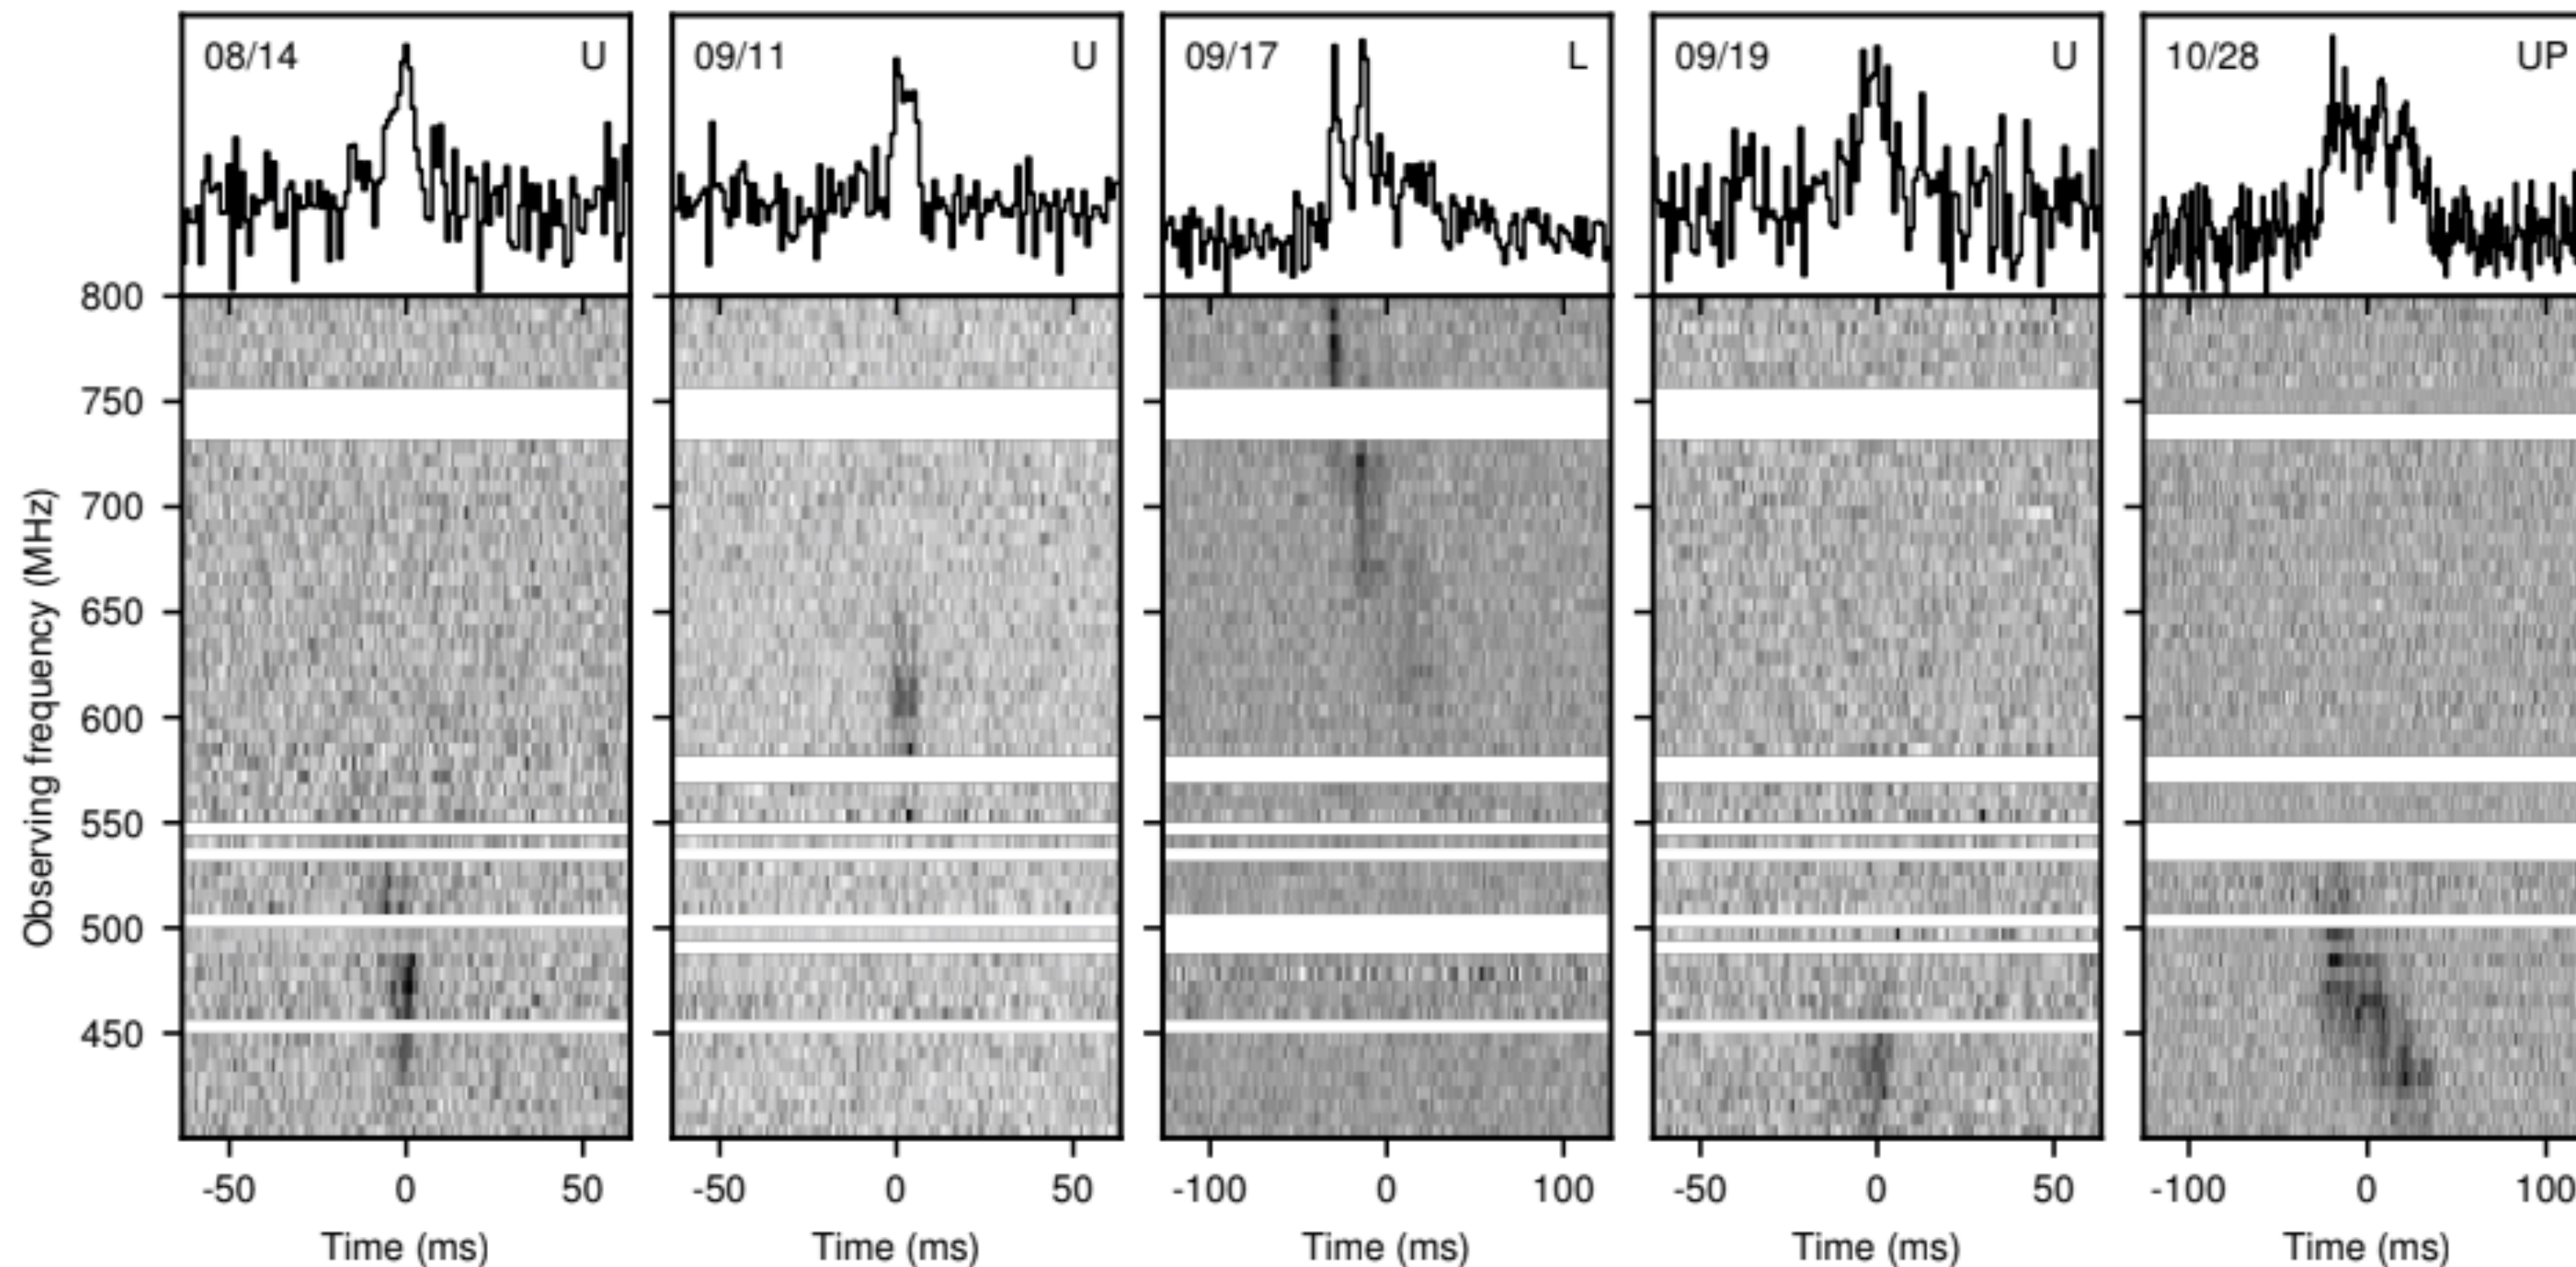 08/14 U
09/11 U
09/17 L
09/19 U
10/28 UP
Observing frequency (MHz)
800
750
700
650
600
550
500
450
-50 0 50
-50 0 50
-100 0 100
-50 0 50
-100 0 100
Time (ms)
Time (ms)
Time (ms)
Time (ms)
Time (ms)